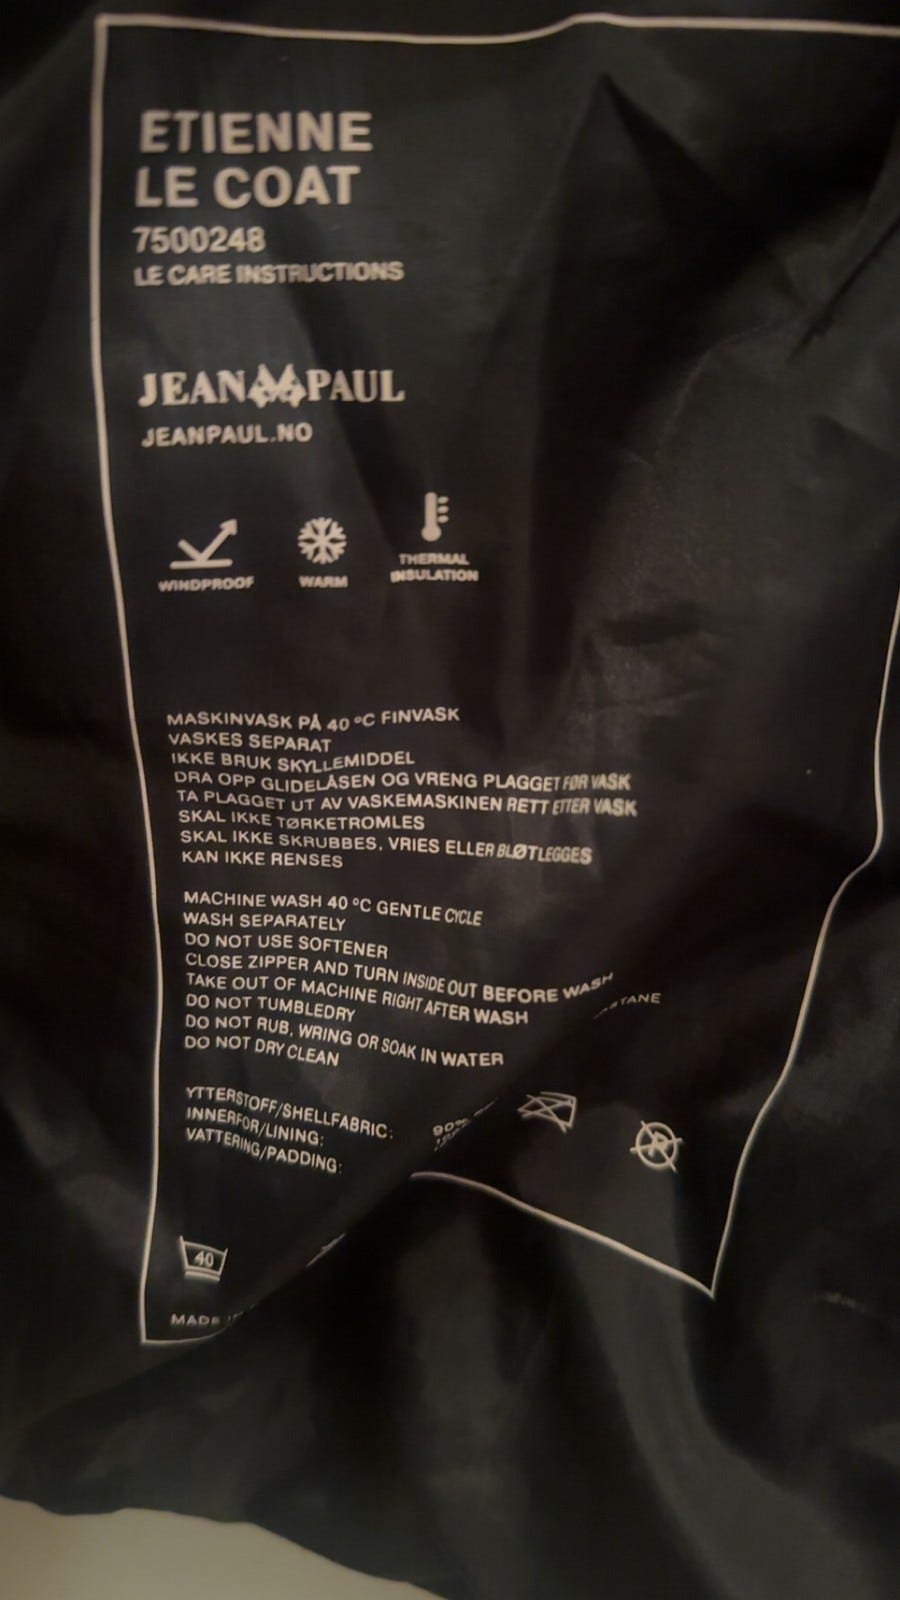 ETIENNE
LE COAT
7500248
LE CARE INSTRUCTIONS
JEAN PAUL
JEANPAUL.NO
WINDPROOF
WARM
THERMAL
INSULATION
MASKINVASK PÅ 40 °C FINVASK
VASKES SEPARAT
IKKE BRUK SKYLLEMIDDEL
DRA OPP GLIDELÅSEN OG VRENG PLAGGET FØR VASK
TA PLAGGET UT AV VASKEMASKINEN RETT ETTER VASK
SKAL IKKE TØRKETROMLES
SKAL IKKE SKRUBBES, VRIES ELLER BLØTLEGGES
KAN IKKE RENSES
MACHINE WASH 40 °C GENTLE CYCLE
WASH SEPARATELY
DO NOT USE SOFTENER
CLOSE ZIPPER AND TURN INSIDE OUT BEFORE WASH
TAKE OUT OF MACHINE RIGHT AFTER WASH
DO NOT TUMBLEDRY
DO NOT RUB, WRING OR SOAK IN WATER
DO NOT DRY CLEAN
YTTERSTOFF/SHELLFABRIC: 90%
INNERFOR/LINING:
VATTERING/PADDING:
40
MADE